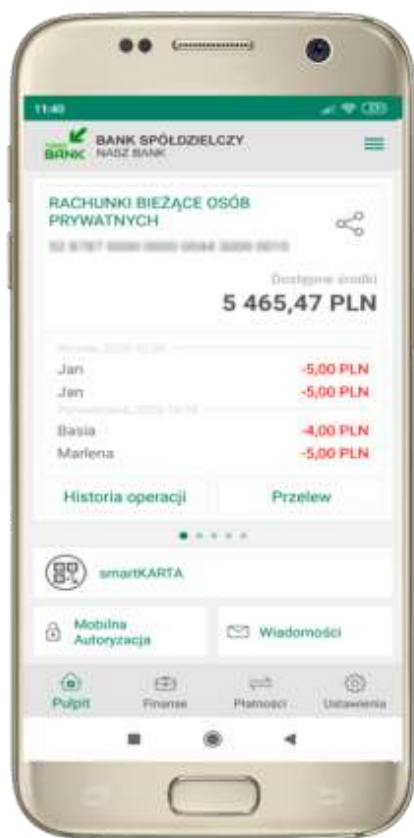 11:40
BANK SPÓŁDZIELCZY
BANK NASZ BANK
RACHUNKI BIEŻĄCE OSÓB
PRYWATNYCH
Dostępne środki
5 465,47 PLN
Jan -5,00 PLN
Jan -5,00 PLN
Basia -4,00 PLN
Marlena -5,00 PLN
Historia operacji Przelew
smartKARTA
Mobilna
Autoryzacja
Wiadomości
Pulpit Finanse Płatności Ustawienia